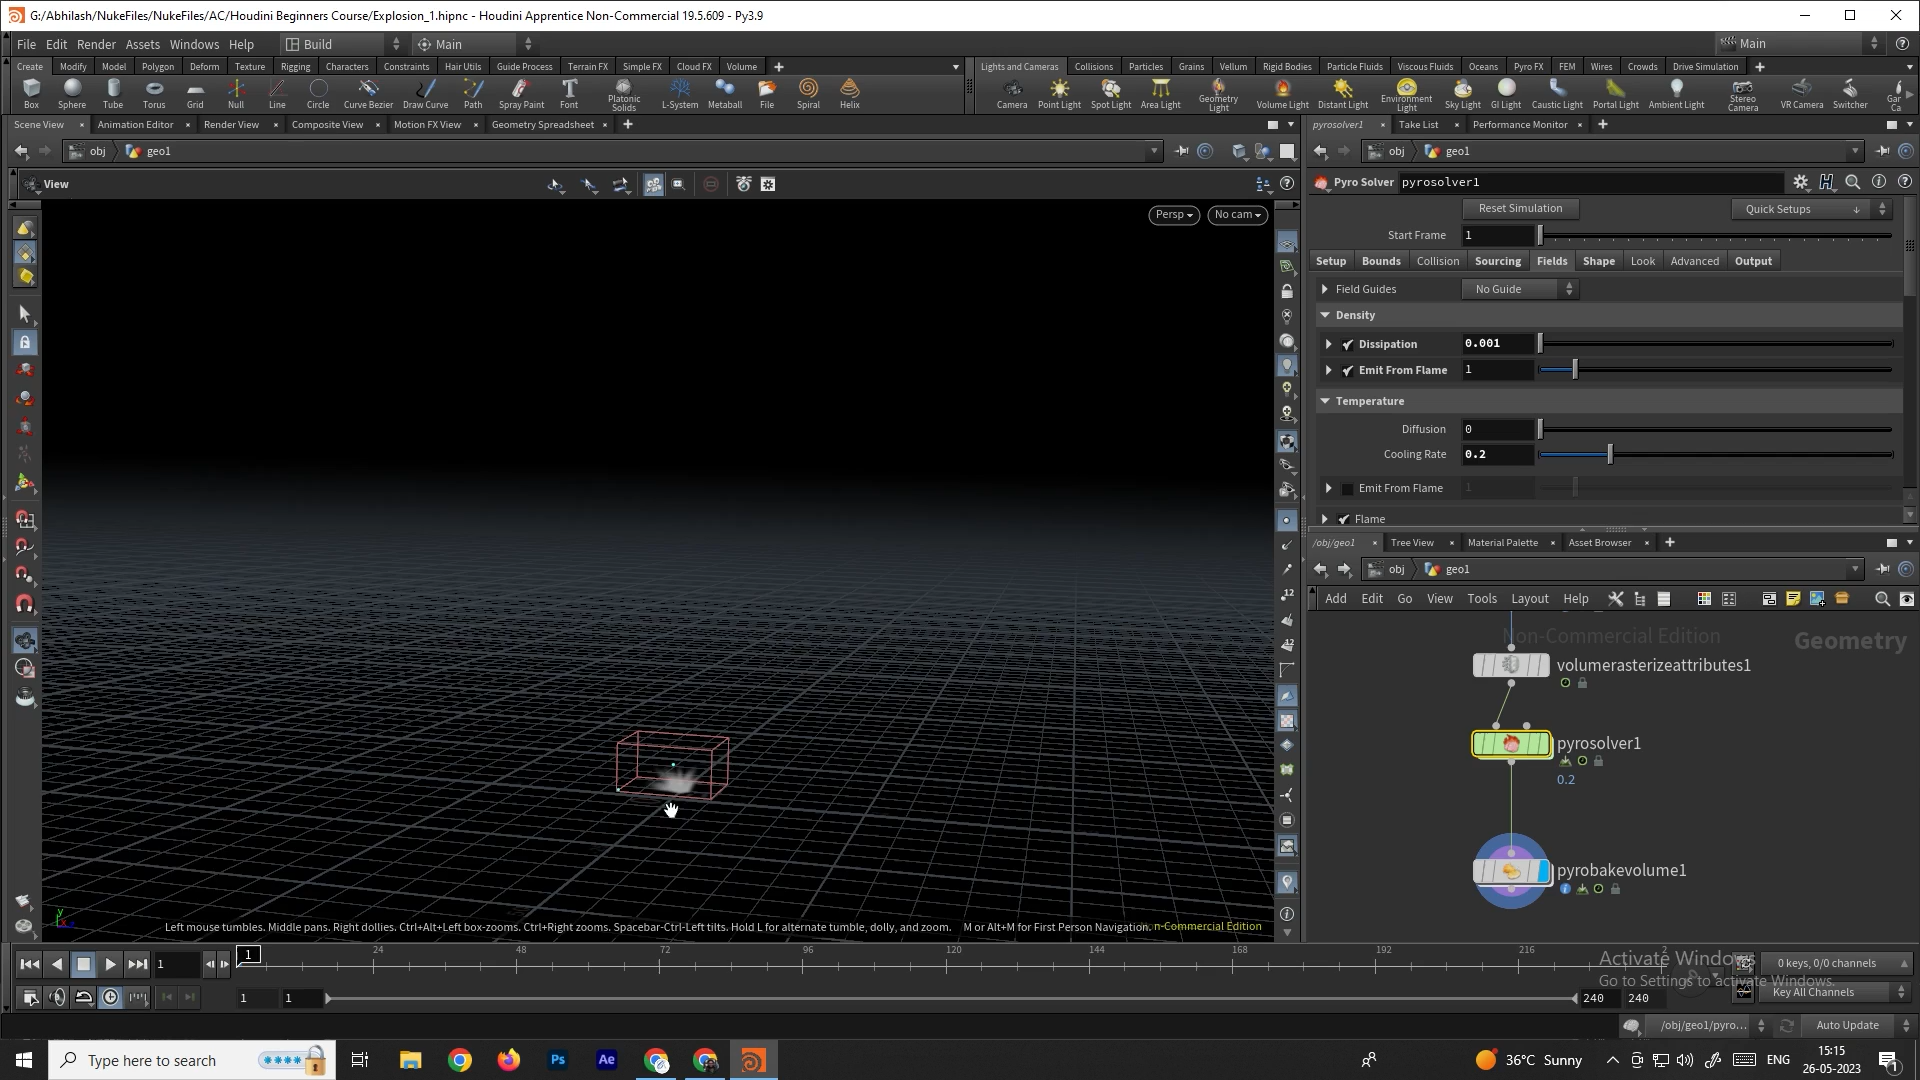 G:/Abhilash/NukeFiles/NukeFiles/AC/Houdini Beginners Course/Explosion_1.hipnc - Houdini Apprentice Non-Commercial 19.5.609 - Py3.9
File Edit Render Assets Windows Help Build Main Main
Create Modify Model Polygon Deform Texture Rigging Characters Constraints Hair Utils Guide Process Terrain FX Simple FX Cloud FX Volume
Lights and Cameras Collisions Particles Grains Vellum Rigid Bodies Particle Fluids Viscous Fluids Oceans Pyro FX FEM Wires Crowds Drive Simulation
Box Sphere Tube Torus Grid Null Line Circle Curve Bezier Draw Curve Path Spray Paint Font Platonic Solids L-System Metaball File Spiral Helix
Camera Point Light Spot Light Area Light Geometry Light Volume Light Distant Light Environment Light Sky Light GI Light Caustic Light Portal Light Ambient Light Stereo Camera VR Camera Switcher Gar Ca
Scene View Animation Editor Render View Composite View Motion FX View Geometry Spreadsheet
pyrosolver1 Take List Performance Monitor
obj geo1
obj geo1
View
Pyro Solver pyrosolver1
Persp No cam
Reset Simulation Quick Setups
Start Frame 1
Setup Bounds Collision Sourcing Fields Shape Look Advanced Output
Field Guides No Guide
Density
Dissipation 0.001
Emit From Flame 1
Temperature
Diffusion 0
Cooling Rate 0.2
Emit From Flame 1
Flame
/obj/geo1 Tree View Material Palette Asset Browser
obj geo1
Add Edit Go View Tools Layout Help
Non-Commercial Edition
Geometry
volumerasterizeattributes1
pyrosolver1
0.2
pyrobakevolume1
Left mouse tumbles. Middle pans. Right dollies. Ctrl+Alt+Left box-zooms. Ctrl+Right zooms. Spacebar-Ctrl-Left tilts. Hold L for alternate tumble, dolly, and zoom. M or Alt+M for First Person Navigation. n-Commercial Edition
1 1 24 48 72 96 120 144 168 192 216 2
Activate Windows
Go to Settings to activate Windows.
0 keys, 0/0 channels
1 1 240 240
Key All Channels
/obj/geo1/pyro... Auto Update
Type here to search
36°C Sunny
ENG
15:15
26-05-2023
1